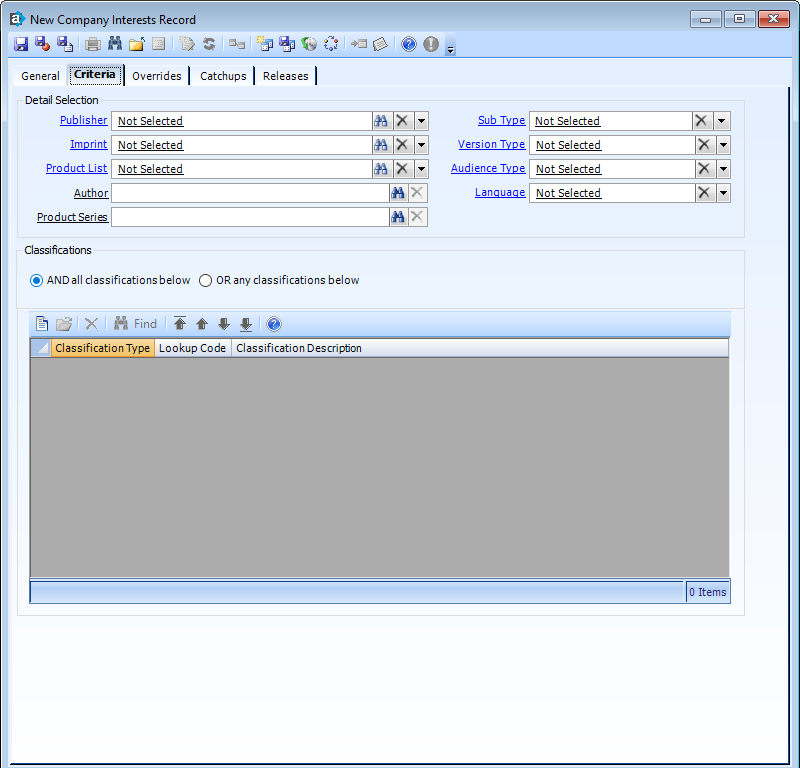 New Company Interests Record
General Criteria Overrides Catchups Releases
Detail Selection
Publisher Not Selected Sub Type Not Selected
Imprint Not Selected Version Type Not Selected
Product List Not Selected Audience Type Not Selected
Author Language Not Selected
Product Series
Classifications
AND all classifications below OR any classifications below
Find
Classification Type Lookup Code Classification Description
0 Items